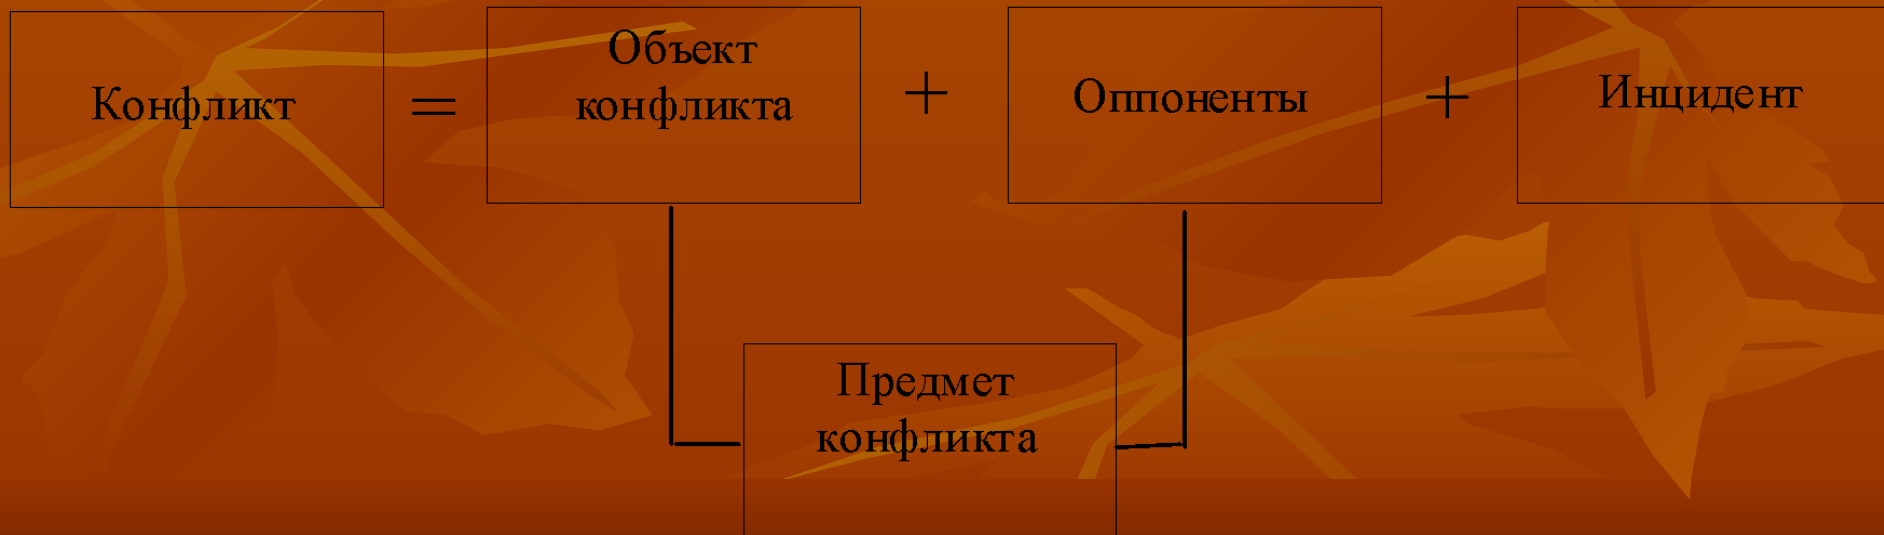 Конфликт
=
Объект
конфликта
+
Оппоненты
+
Инцидент
Предмет
конфликта